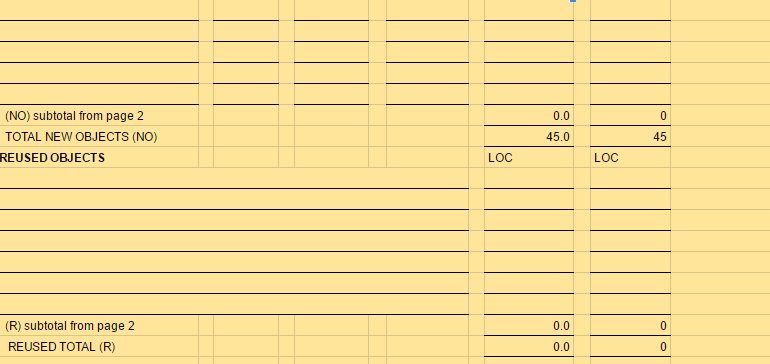 (NO) subtotal from page 2 0.0 0
TOTAL NEW OBJECTS (NO) 45.0 45
REUSED OBJECTS LOC LOC
(R) subtotal from page 2 0.0 0
REUSED TOTAL (R) 0.0 0